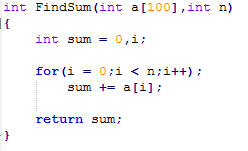 int FindSum(int a[100],int n)
{
    int sum = 0,i;
    for(i = 0;i < n;i++);
        sum += a[i];
    return sum;
}